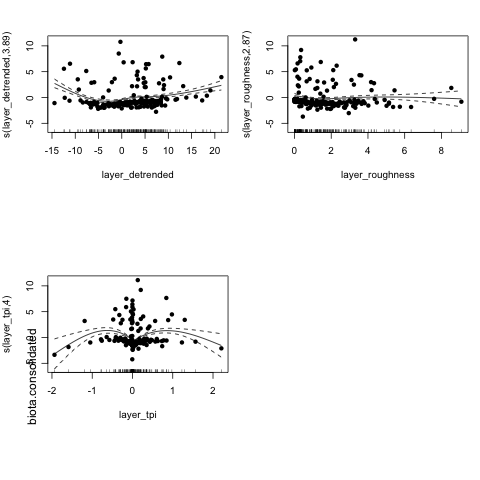 s(layer_detrended,3.89)
10
5
0
-5
-15 -10 -5 0 5 10 15 20
layer_detrended
s(layer_roughness,2.87)
10
5
0
-5
0 2 4 6 8
layer_roughness
s(layer_tpi,4)
biota.consolidated
10
5
0
-5
-2 -1 0 1 2
layer_tpi